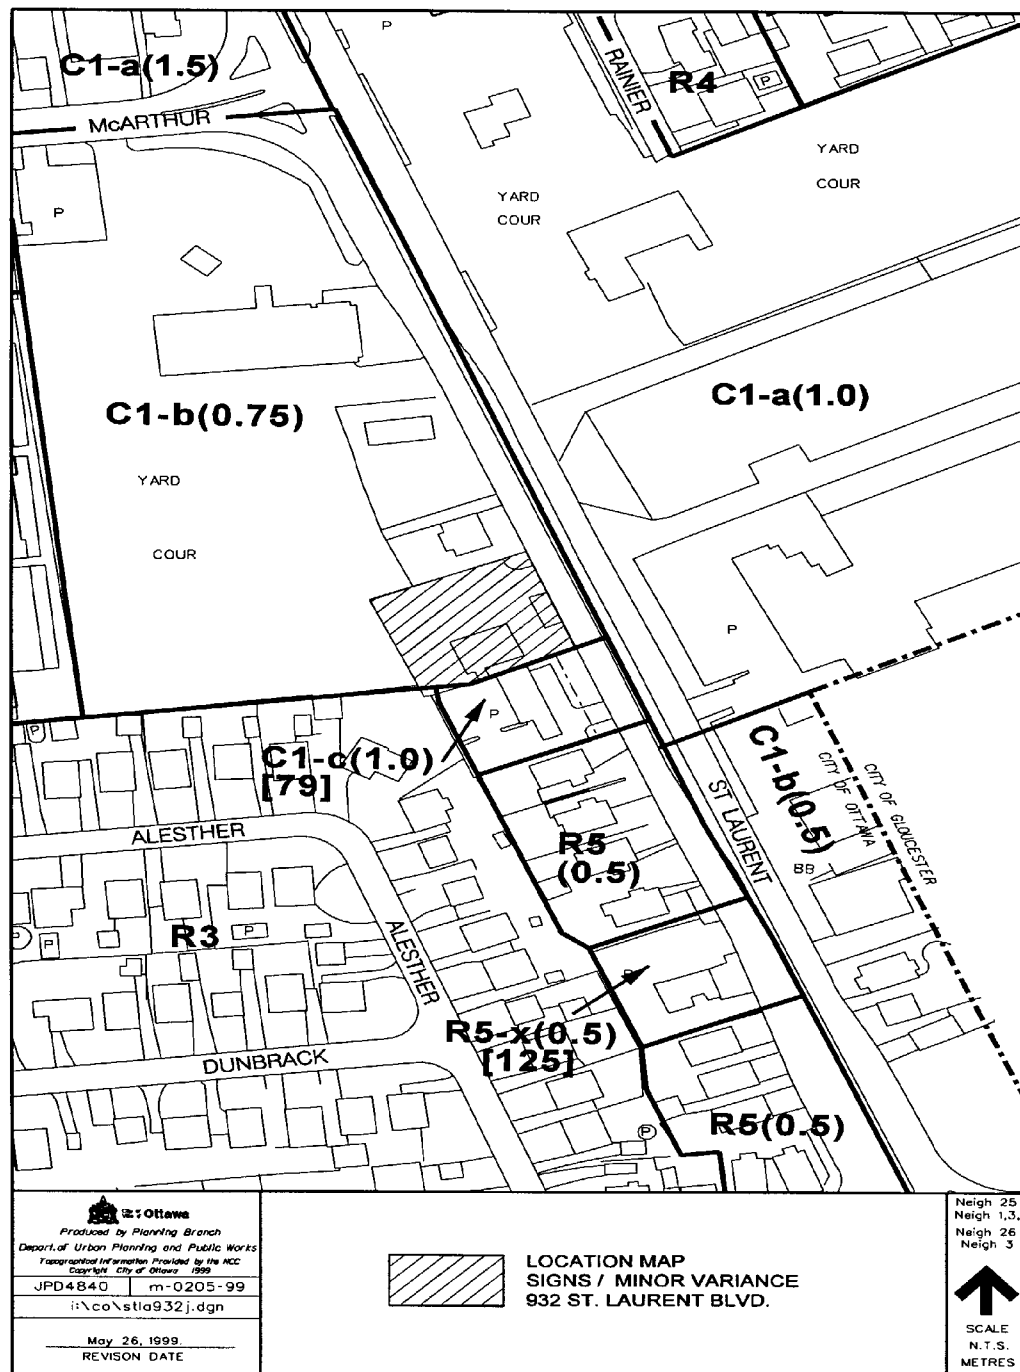 C1-a(1.5)
McARTHUR
P
RAINIER
R4
P
YARD
COUR
YARD
COUR
P
C1-b(0.75)
C1-a(1.0)
YARD
COUR
P
C1-c(1.0)
[79]
P
P
C1-b(0.5)
CITY OF GLOUCESTER
CITY OF OTTAWA
ST LAURENT
BB
ALESTHER
R5
(0.5)
R3
P
P
P
ALESTHER
P
R5-x(0.5)
[125]
DUNBRACK
R5(0.5)
P
Ottawa
Produced by Planning Branch
Depart.of Urban Planning and Public Works
Topographical Information Provided by the NCC
Copyright City of Ottawa 1999
JPD4840 m-0205-99
i:\co\stla932j.dgn
May 26, 1999.
REVISON DATE
LOCATION MAP
SIGNS / MINOR VARIANCE
932 ST. LAURENT BLVD.
Neigh 25
Neigh 1,3,
Neigh 26
Neigh 3
SCALE
N.T.S.
METRES